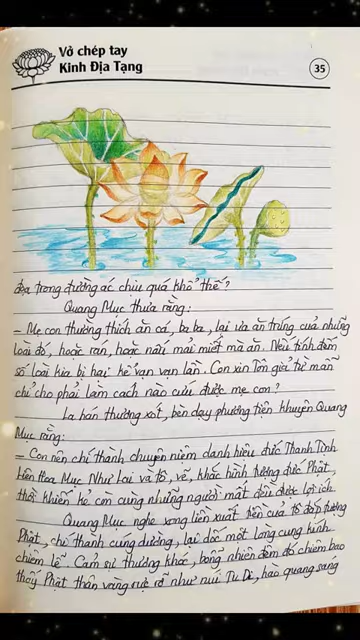 Vở chép tay
Kinh Địa Tạng
35
đọa trong đường ác chịu quá khổ thế?
Quang Mục thưa rằng:
- Mẹ con thường thích ăn cá, ba ba, lại ưa ăn trứng của những
loài đó, hoặc rán, hoặc nấu mải miết mà ăn. Nếu tính đếm
số loài kia bị hại kể vạn vạn lần. Con xin Tôn giả từ mẫn
chỉ cho phải làm cách nào cứu được mẹ con?
La hán thương xót, bèn dạy phương tiện khuyên Quang
Mục rằng:
- Con nên chí thành chuyên niệm danh hiệu đức Thanh Tịnh
Liên Hoa Mục Như Lai và tô, vẽ, khắc hình tượng đức Phật,
thời khiến kẻ còn cùng những người mất đều được lợi ích.
Quang Mục nghe xong liền xuất tiền của tô đắp tượng
Phật, chí thành cúng dường, lại dốc một lòng cung kính
chiêm lễ. Cảm sự thương khóc, bỗng nhiên đêm đó chiêm bao
thấy Phật thân vàng rực rỡ như núi Tu Di, hào quang sáng